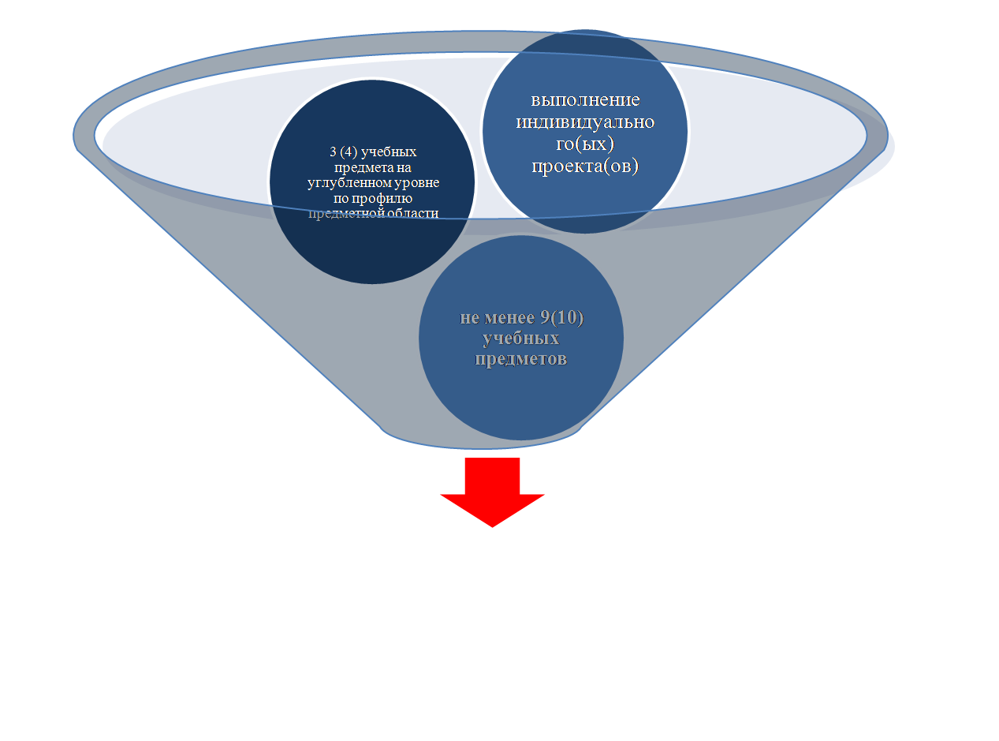 3 (4) учебных
предмета на
углубленном уровне
по профилю
предметной области
выполнение
индивидуально
го(ых)
проекта(ов)
не менее 9(10)
учебных
предметов